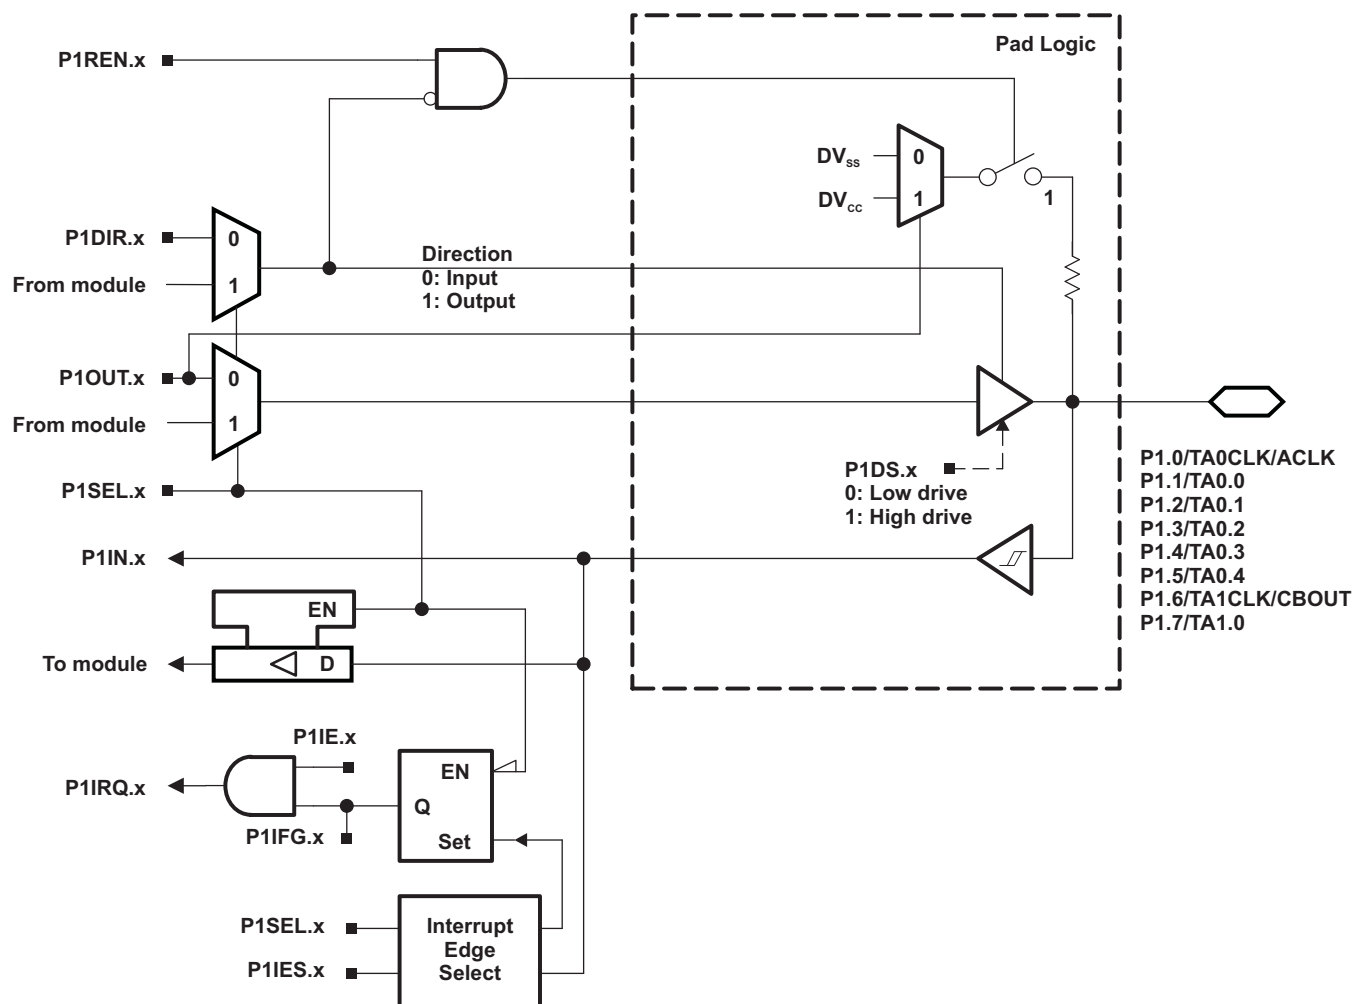 Pad Logic
P1REN.x
DVSS
0
DVCC
1
1
P1DIR.x
0
From module
1
Direction
0: Input
1: Output
P1OUT.x
0
From module
1
P1SEL.x
P1DS.x
0: Low drive
1: High drive
P1.0/TA0CLK/ACLK
P1.1/TA0.0
P1.2/TA0.1
P1.3/TA0.2
P1.4/TA0.3
P1.5/TA0.4
P1.6/TA1CLK/CBOUT
P1.7/TA1.0
P1IN.x
EN
To module
D
P1IE.x
P1IRQ.x
EN
Q
P1IFG.x
Set
P1SEL.x
P1IES.x
Interrupt
Edge
Select